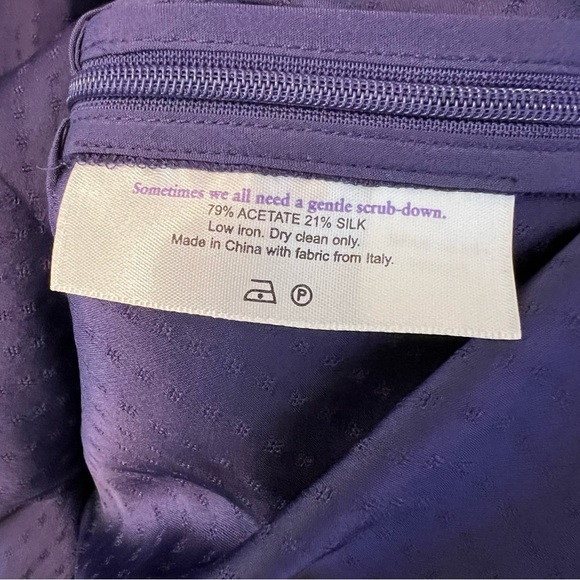 Sometimes we all need a gentle scrub-down.
79% ACETATE 21% SILK
Low iron. Dry clean only.
Made in China with fabric from Italy.
P